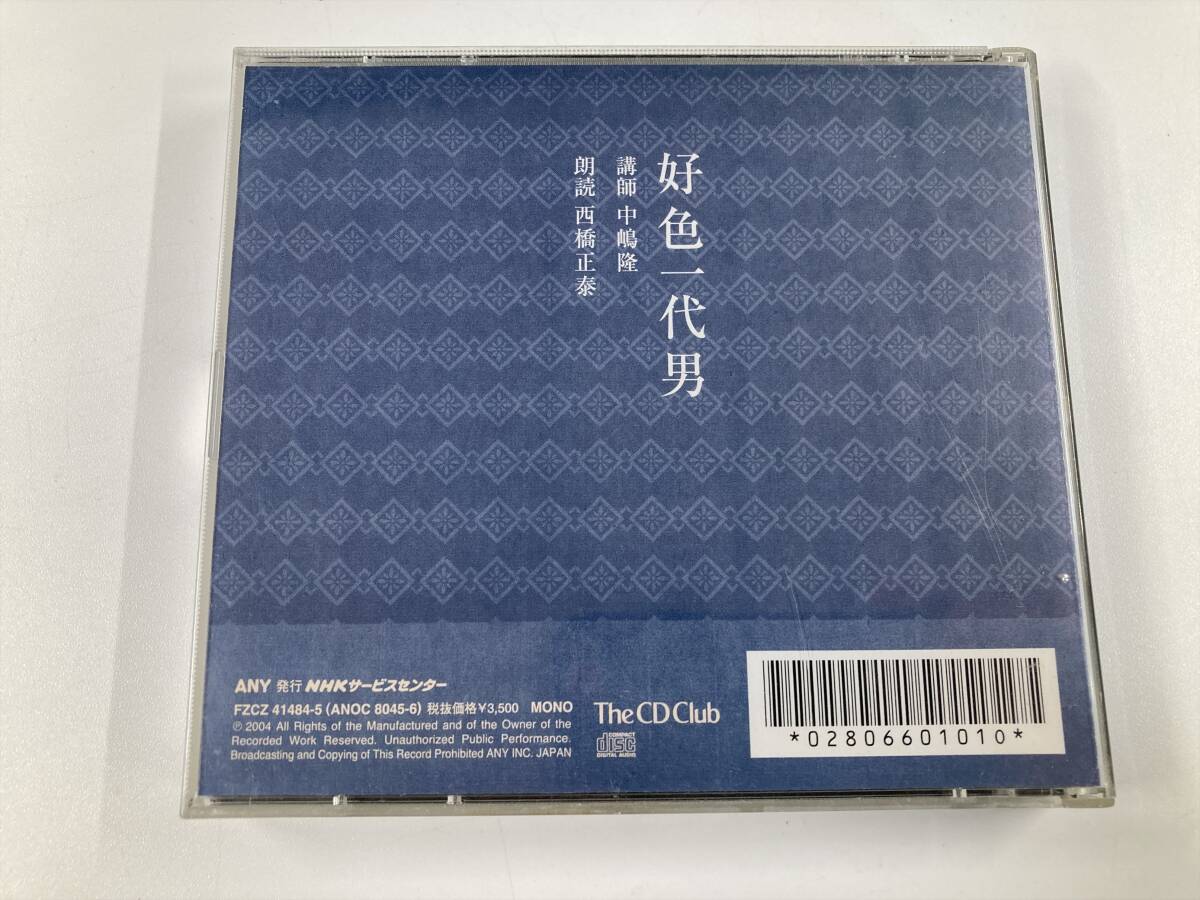 好色一代男
講師 中嶋隆
朗読 西橋正泰
ANY 発行 NHKサービスセンター
FZCZ 41484-5 (ANOC 8045-6) 税抜価格¥3,500 MONO
℗ 2004 All Rights of the Manufactured and of the Owner of the
Recorded Work Reserved. Unauthorized Public Performance.
Broadcasting and Copying of This Record Prohibited ANY INC. JAPAN
The CD Club
COMPACT
disc
DIGITAL AUDIO
*02806601010*